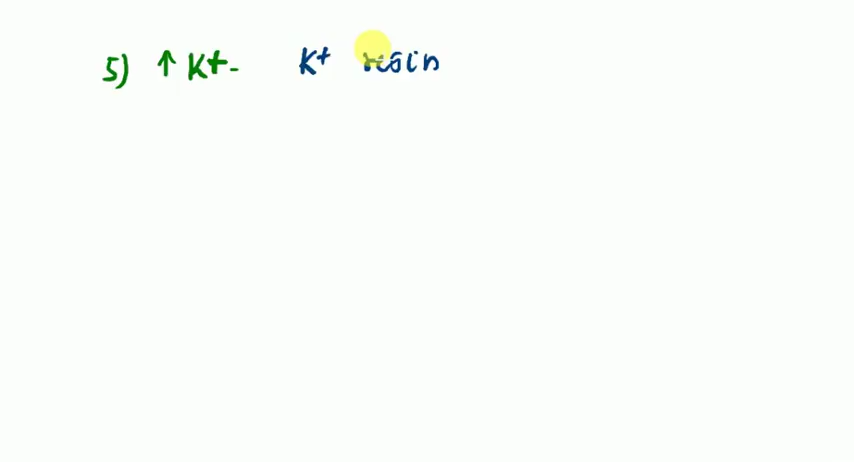 5) ↑ K+- K+ resin